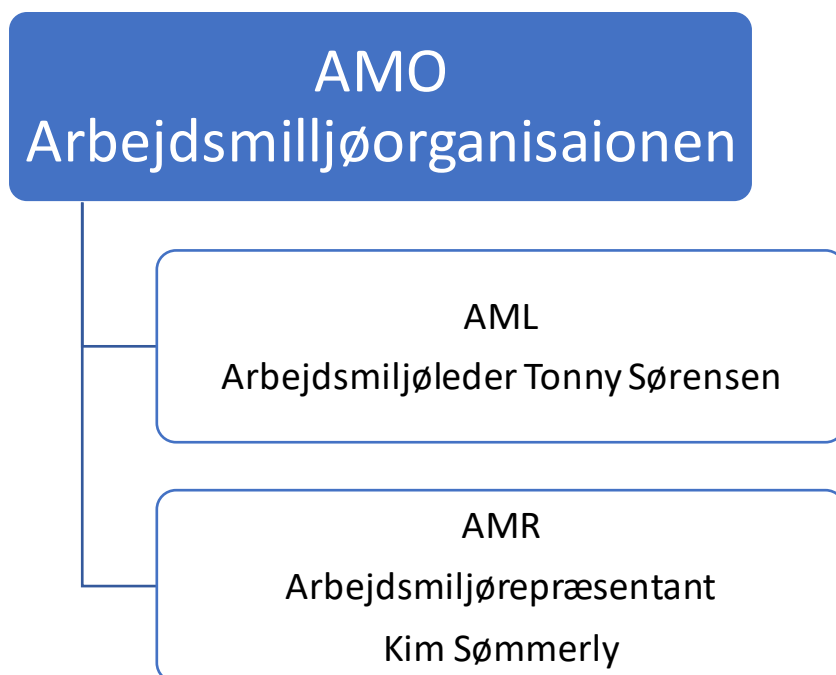 AMO
Arbejdsmilljøorganisaionen
AML
Arbejdsmiljøleder Tonny Sørensen
AMR
Arbejdsmiljørepræsentant
Kim Sømmerly